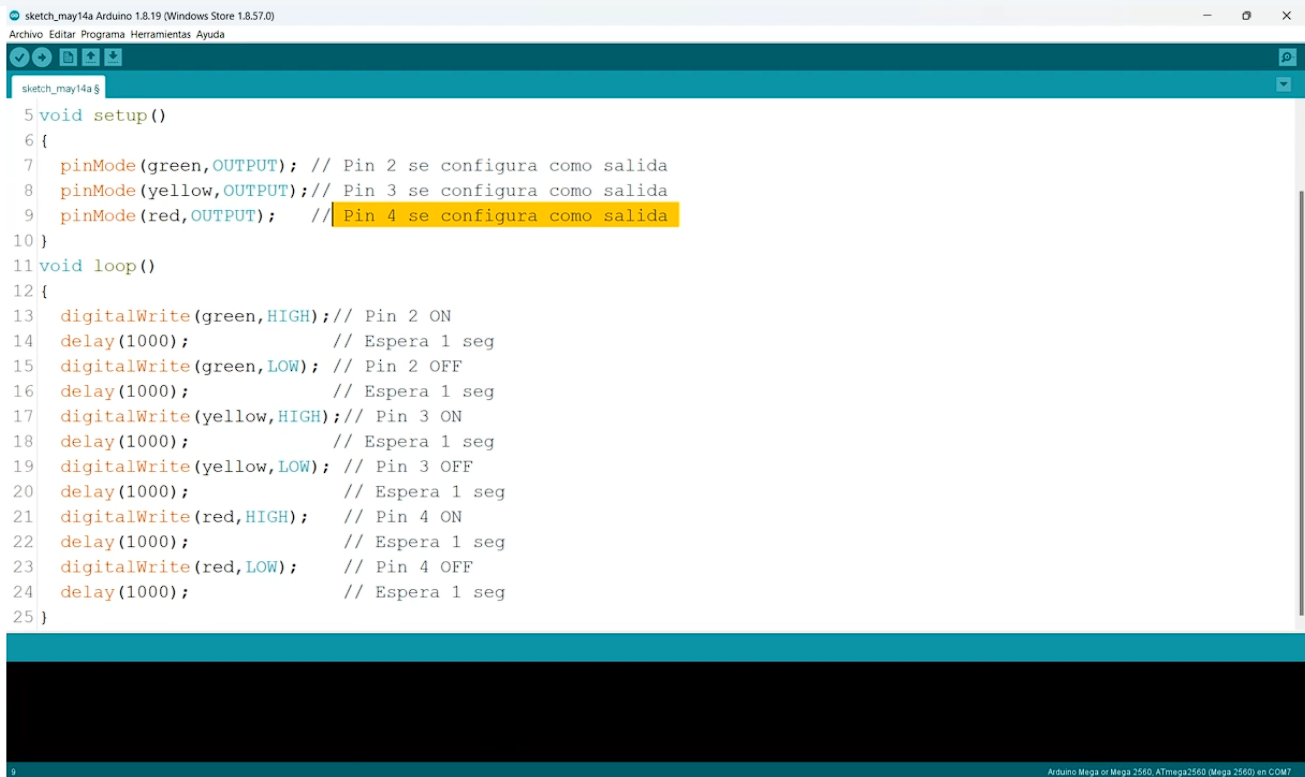 sketch_may14a Arduino 1.8.19 (Windows Store 1.8.57.0)
Archivo Editar Programa Herramientas Ayuda
sketch_may14a §
5 void setup()
6 {
7 pinMode(green,OUTPUT); // Pin 2 se configura como salida
8 pinMode(yellow,OUTPUT);// Pin 3 se configura como salida
9 pinMode(red,OUTPUT); // Pin 4 se configura como salida
10 }
11 void loop()
12 {
13 digitalWrite(green,HIGH);// Pin 2 ON
14 delay(1000); // Espera 1 seg
15 digitalWrite(green,LOW); // Pin 2 OFF
16 delay(1000); // Espera 1 seg
17 digitalWrite(yellow,HIGH);// Pin 3 ON
18 delay(1000); // Espera 1 seg
19 digitalWrite(yellow,LOW); // Pin 3 OFF
20 delay(1000); // Espera 1 seg
21 digitalWrite(red,HIGH); // Pin 4 ON
22 delay(1000); // Espera 1 seg
23 digitalWrite(red,LOW); // Pin 4 OFF
24 delay(1000); // Espera 1 seg
25 }
9 Arduino Mega or Mega 2560, ATmega2560 (Mega 2560) en COM7